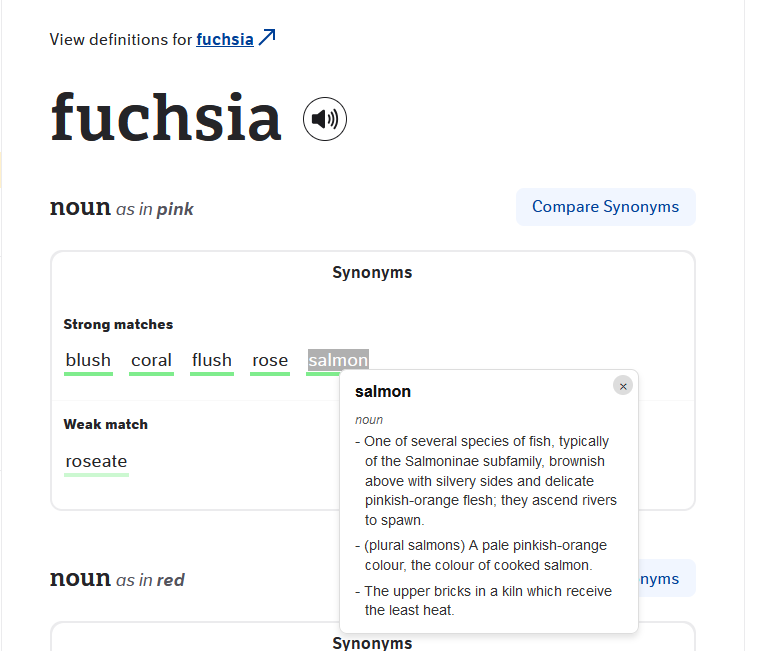 View definitions for fuchsia
fuchsia
noun as in pink
Compare Synonyms
Synonyms
Strong matches
blush coral flush rose salmon
Weak match
roseate
salmon
×
noun
- One of several species of fish, typically
of the Salmoninae subfamily, brownish
above with silvery sides and delicate
pinkish-orange flesh; they ascend rivers
to spawn.
- (plural salmons) A pale pinkish-orange
colour, the colour of cooked salmon.
- The upper bricks in a kiln which receive
the least heat.
noun as in red
nyms
Synonyms